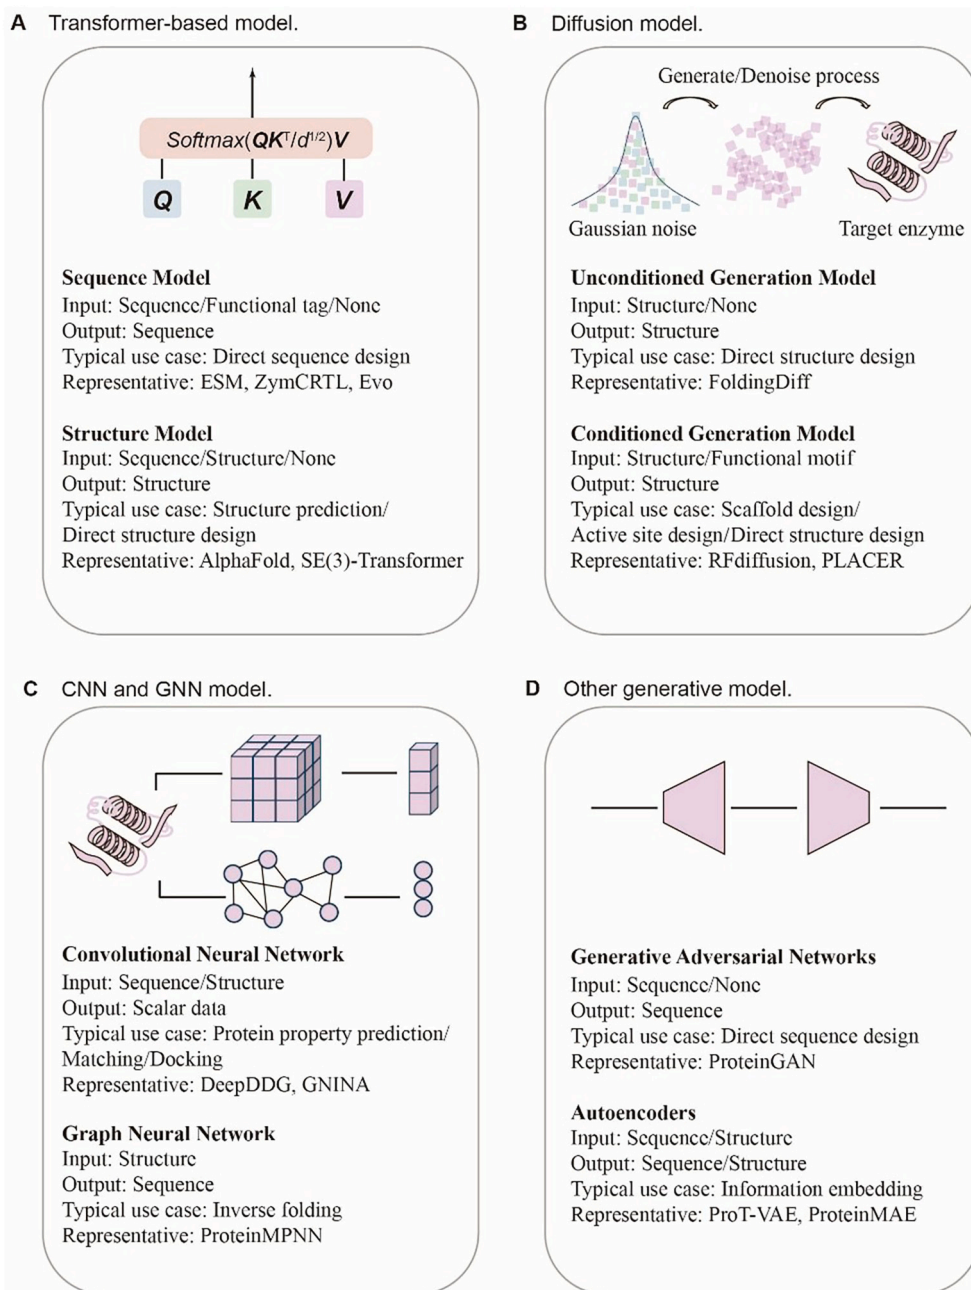 A Transformer-based model.
Softmax(QKᵀ/d¹/²)V
Q K V
Sequence Model
Input: Sequence/Functional tag/None
Output: Sequence
Typical use case: Direct sequence design
Representative: ESM, ZymCRTL, Evo
Structure Model
Input: Sequence/Structure/None
Output: Structure
Typical use case: Structure prediction/
Direct structure design
Representative: AlphaFold, SE(3)-Transformer
B Diffusion model.
Generate/Denoise process
Gaussian noise
Target enzyme
Unconditioned Generation Model
Input: Structure/None
Output: Structure
Typical use case: Direct structure design
Representative: FoldingDiff
Conditioned Generation Model
Input: Structure/Functional motif
Output: Structure
Typical use case: Scaffold design/
Active site design/Direct structure design
Representative: RFdiffusion, PLACER
C CNN and GNN model.
Convolutional Neural Network
Input: Sequence/Structure
Output: Scalar data
Typical use case: Protein property prediction/
Matching/Docking
Representative: DeepDDG, GNINA
Graph Neural Network
Input: Structure
Output: Sequence
Typical use case: Inverse folding
Representative: ProteinMPNN
D Other generative model.
Generative Adversarial Networks
Input: Sequence/None
Output: Sequence
Typical use case: Direct sequence design
Representative: ProteinGAN
Autoencoders
Input: Sequence/Structure
Output: Sequence/Structure
Typical use case: Information embedding
Representative: ProT-VAE, ProteinMAE